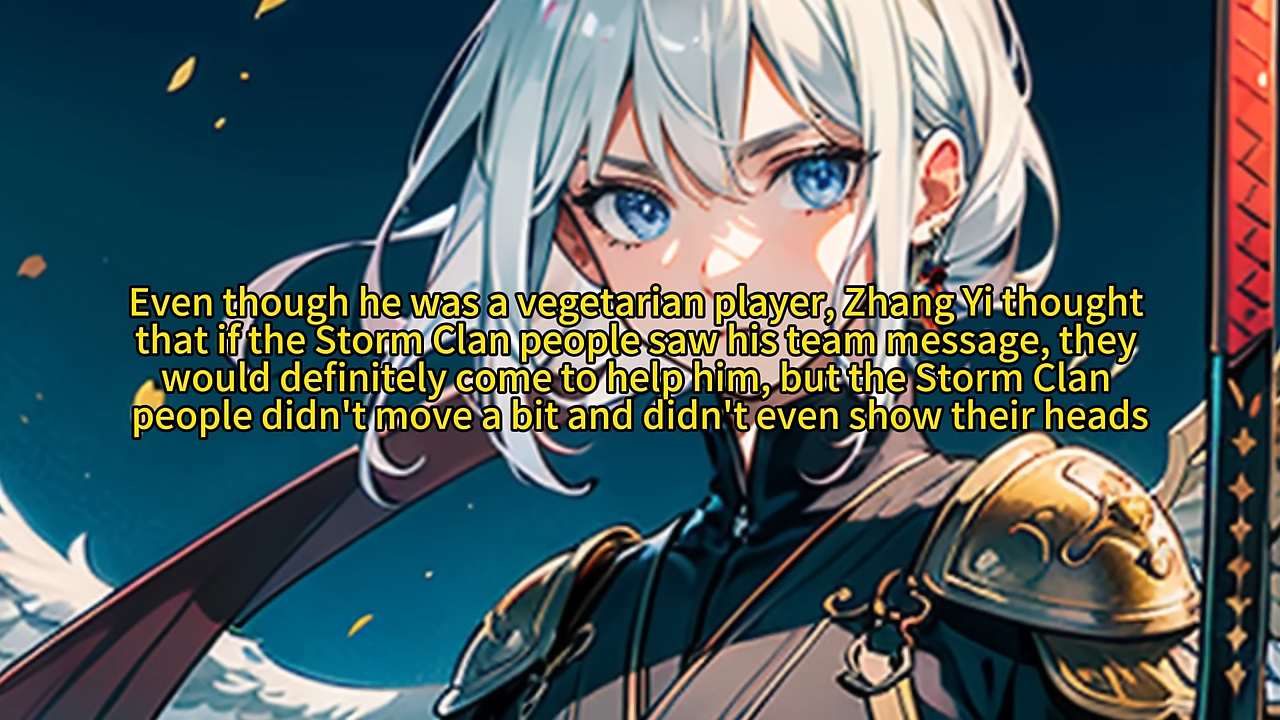 Even though he was a vegetarian player, Zhang Yi thought
that if the Storm Clan people saw his team message, they
would definitely come to help him, but the Storm Clan
people didn't move a bit and didn't even show their heads